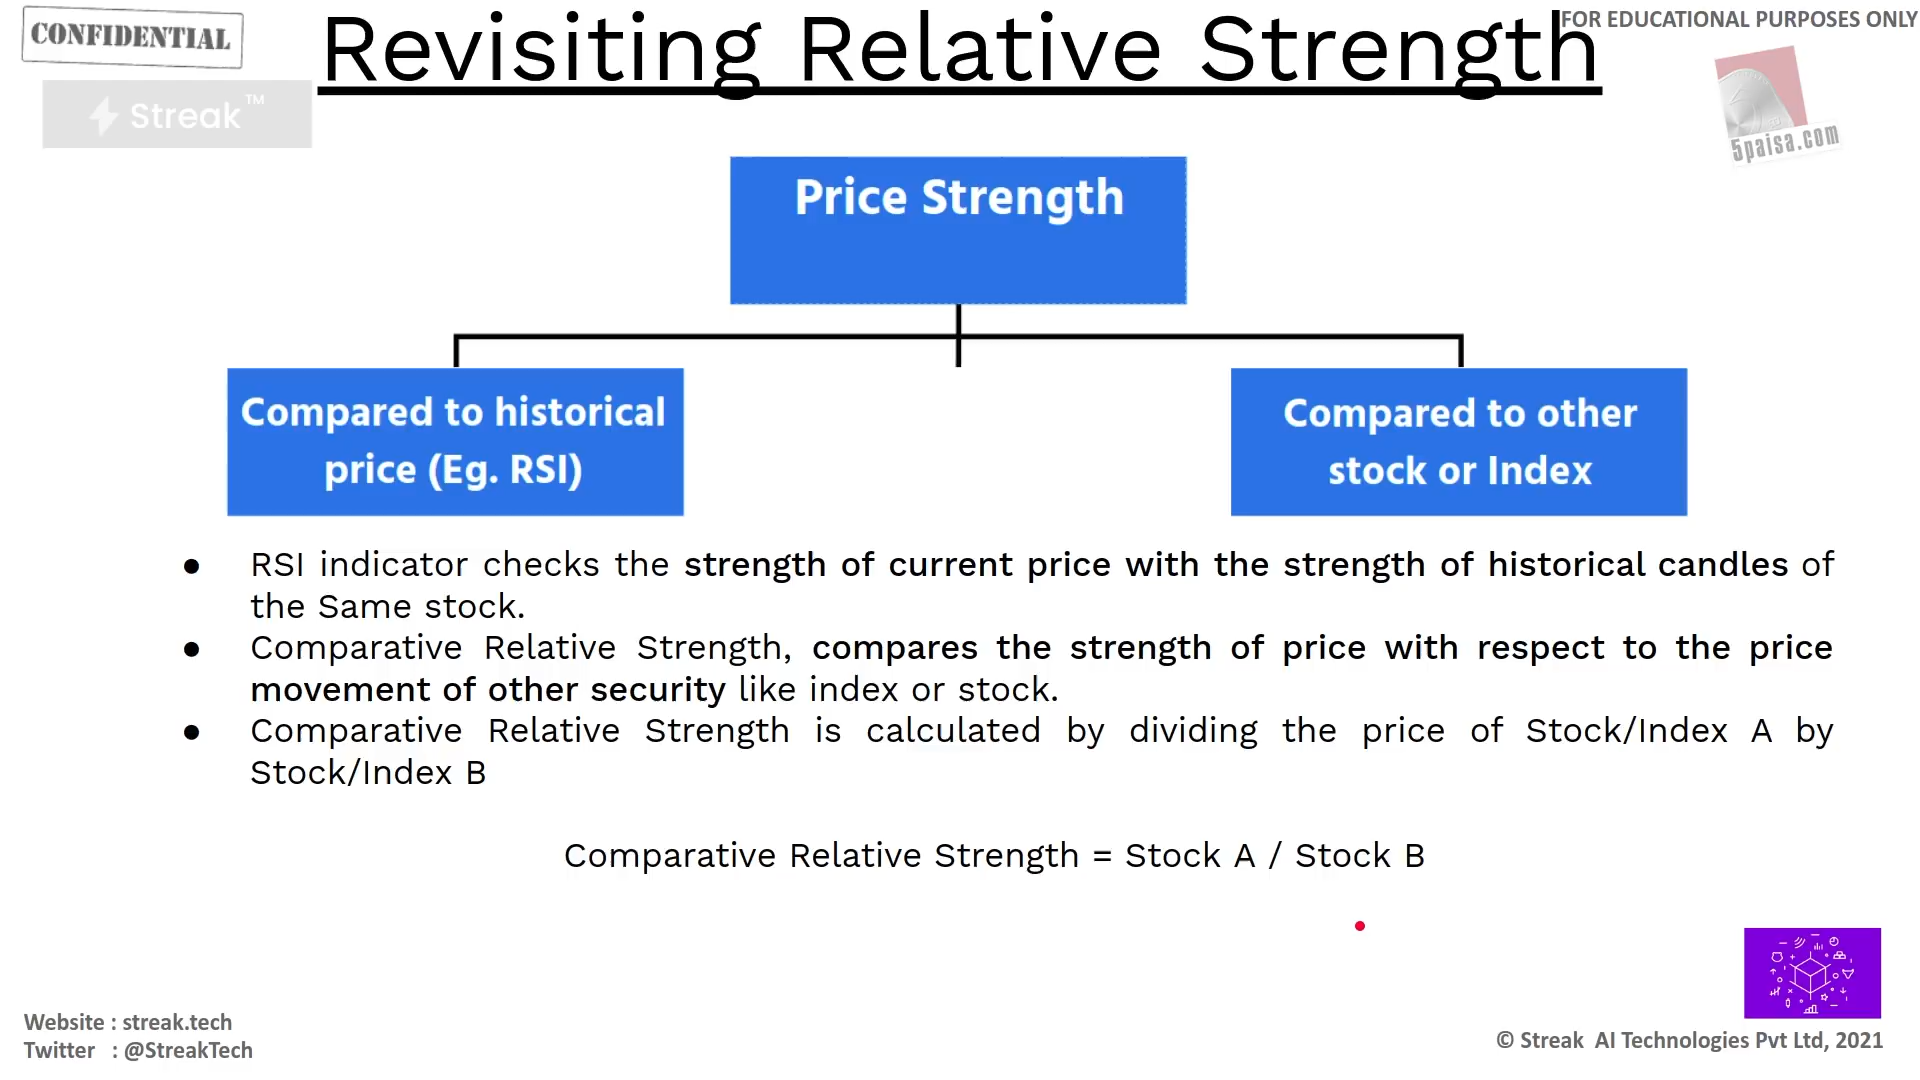 CONFIDENTIAL
Revisiting Relative Strength
FOR EDUCATIONAL PURPOSES ONLY
Streak™
5paisa.com
Price Strength
Compared to historical
price (Eg. RSI)
Compared to other
stock or Index
● RSI indicator checks the strength of current price with the strength of historical candles of
the Same stock.
● Comparative Relative Strength, compares the strength of price with respect to the price
movement of other security like index or stock.
● Comparative Relative Strength is calculated by dividing the price of Stock/Index A by
Stock/Index B
Comparative Relative Strength = Stock A / Stock B
Website : streak.tech
Twitter : @StreakTech
© Streak AI Technologies Pvt Ltd, 2021